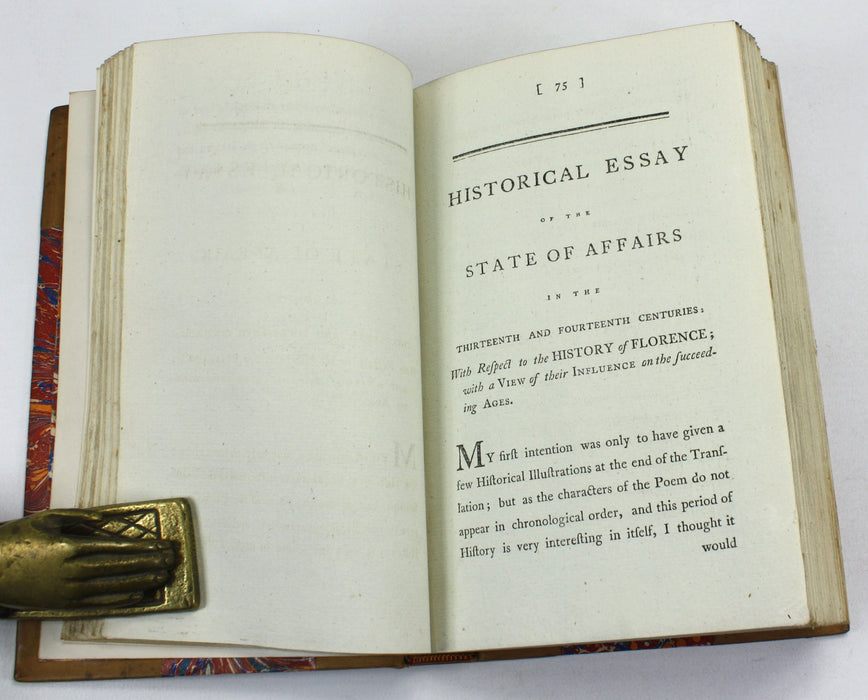 [ 75 ]
HISTORICAL ESSAY
OF THE
STATE OF AFFAIRS
IN THE
THIRTEENTH AND FOURTEENTH CENTURIES:
With Reſpect to the HISTORY of FLORENCE;
with a VIEW of their INFLUENCE on the ſucceed-
ing AGES.
MY firſt intention was only to have given a
few Hiſtorical Illuſtrations at the end of the Tranſ-
lation; but as the characters of the Poem do not
appear in chronological order, and this period of
Hiſtory is very intereſting in itſelf, I thought it
would